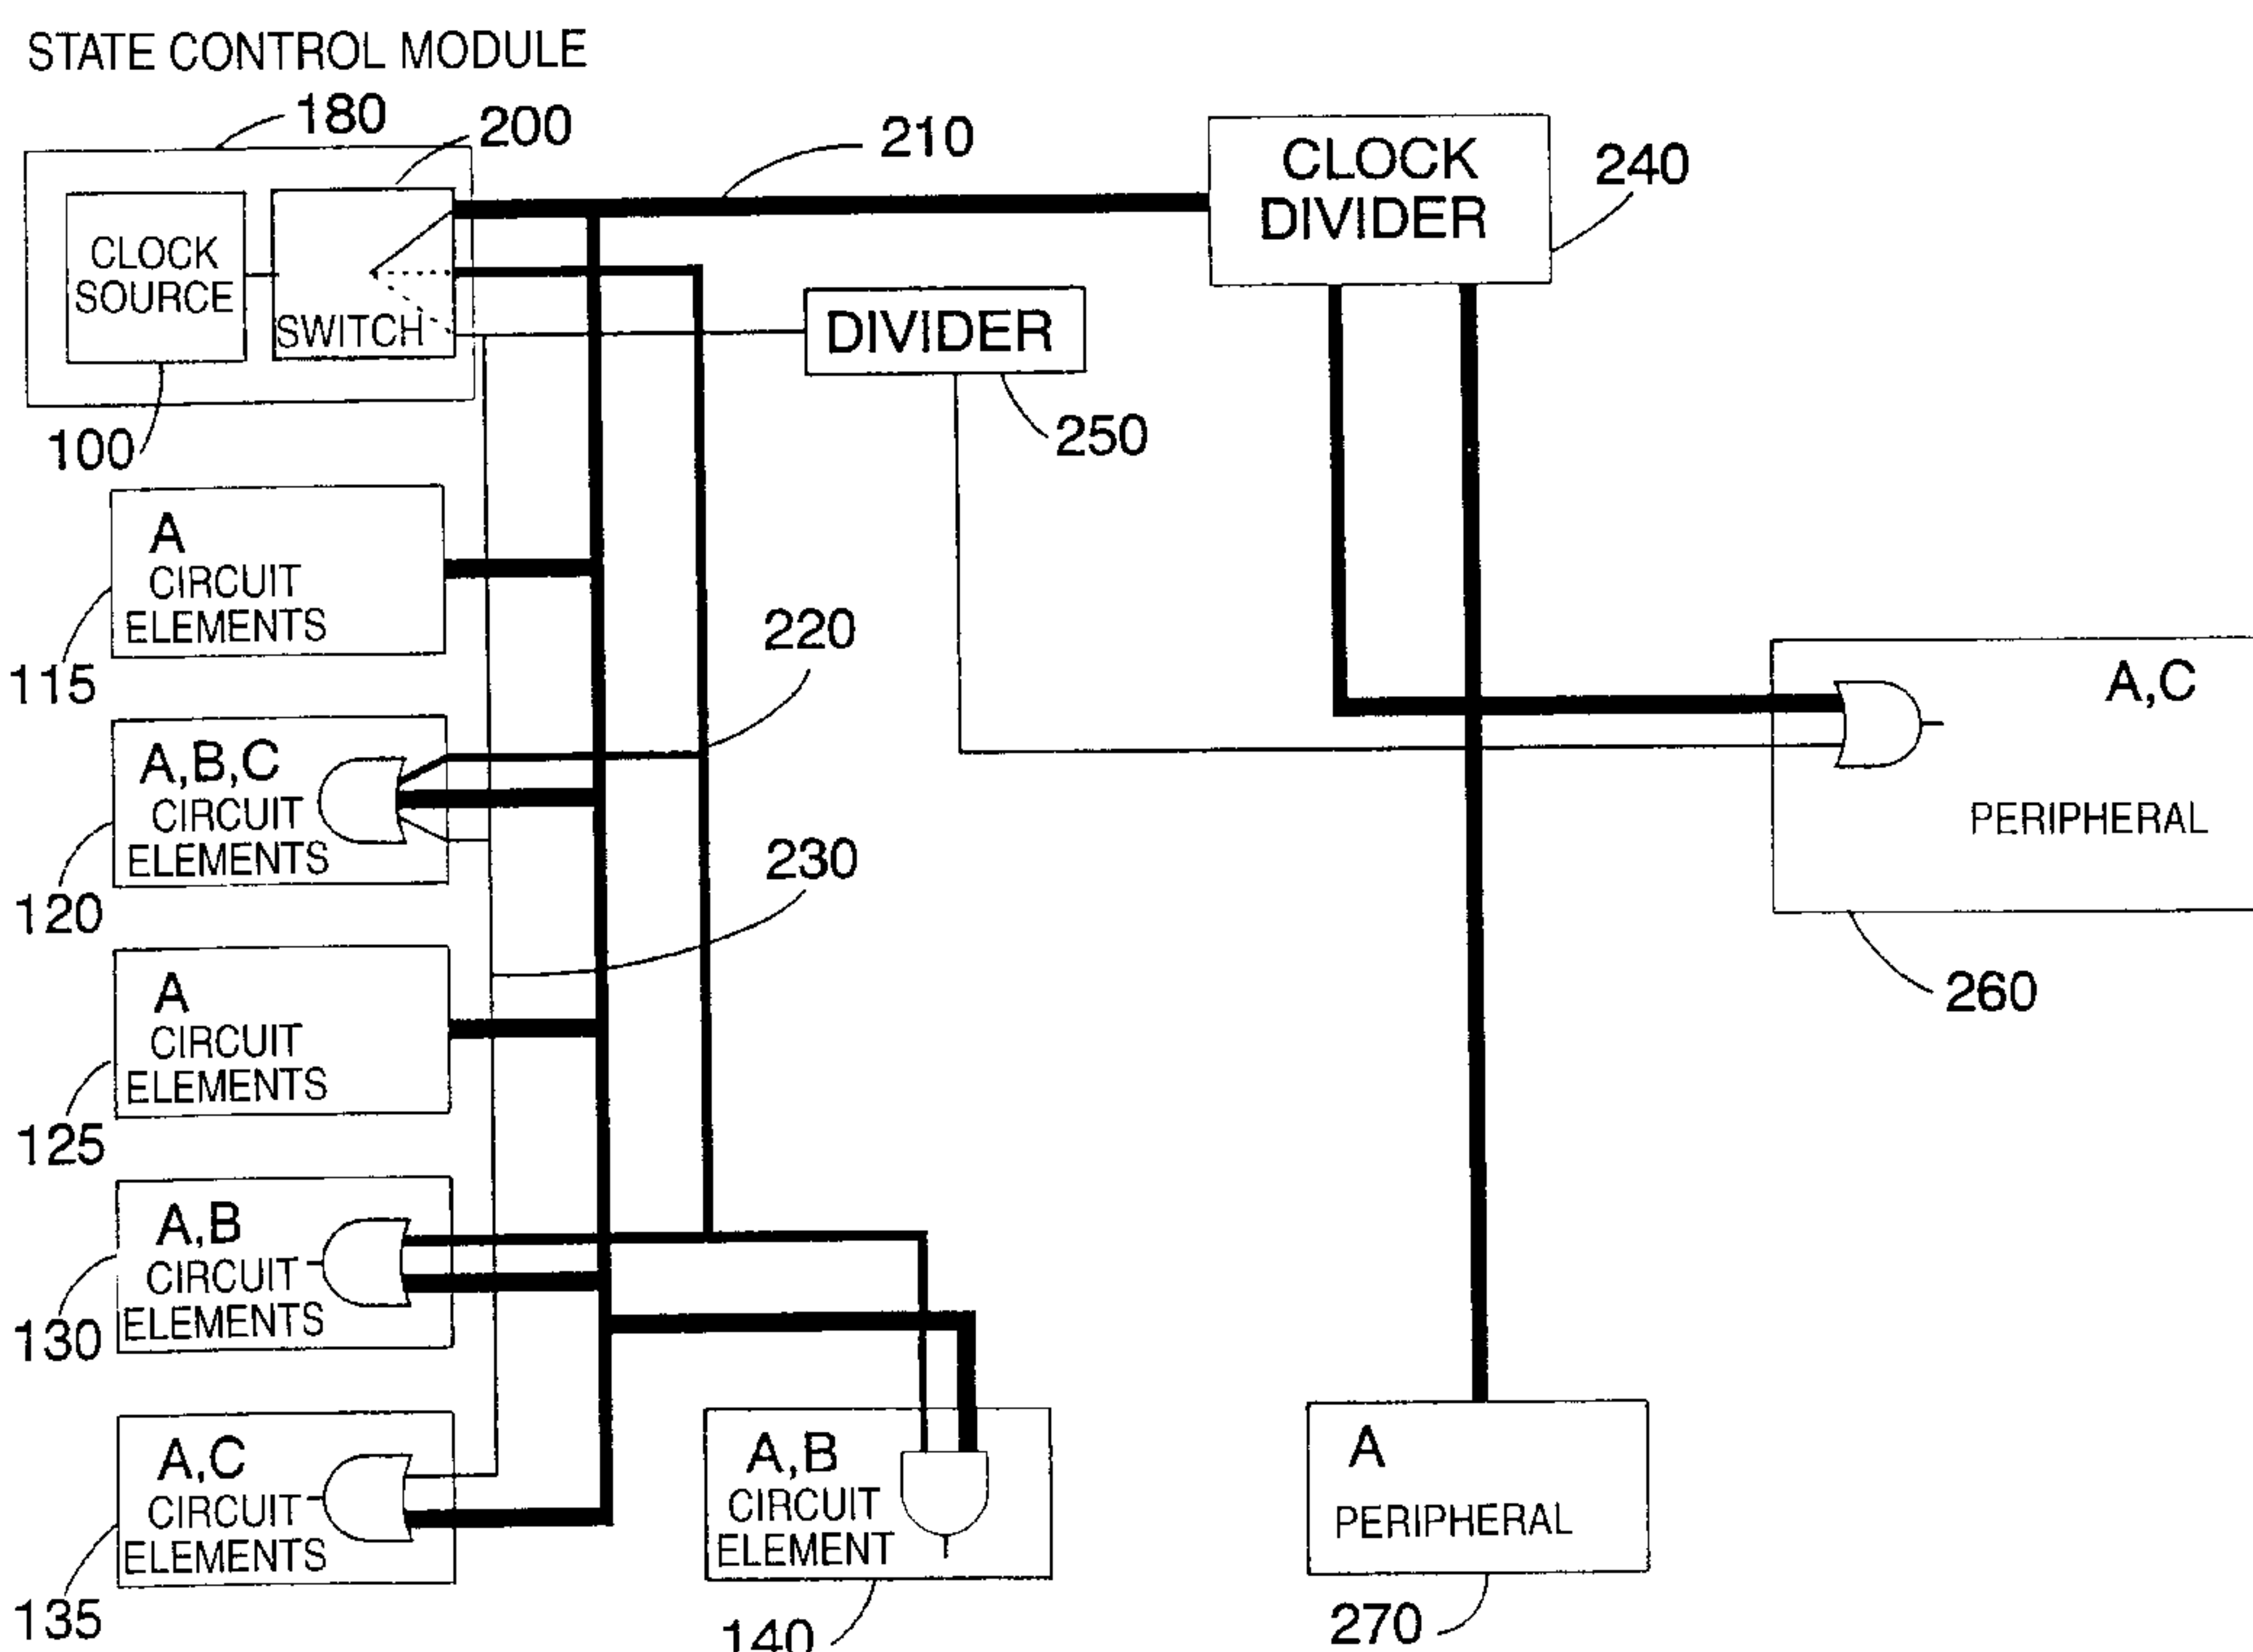 STATE CONTROL MODULE
180
200
210
CLOCK
DIVIDER
240
CLOCK
SOURCE
SWITCH
DIVIDER
100
250
A
CIRCUIT
ELEMENTS
115
220
A,C
PERIPHERAL
260
A,B,C
CIRCUIT
ELEMENTS
120
230
A
CIRCUIT
ELEMENTS
125
A,B
CIRCUIT
ELEMENTS
130
A,C
CIRCUIT
ELEMENTS
135
A,B
CIRCUIT
ELEMENT
140
A
PERIPHERAL
270